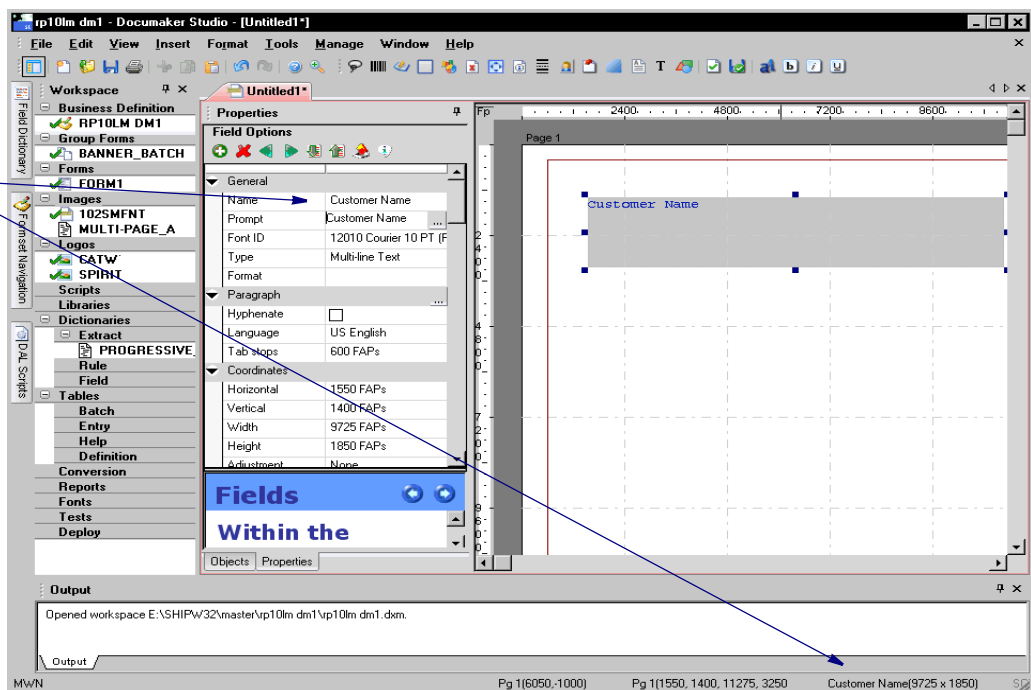 rp10lm dm1 - Documaker Studio - [Untitled1*]
File Edit View Insert Format Tools Manage Window Help
Workspace
Business Definition
RP10LM DM1
Group Forms
BANNER_BATCH
Forms
FORM1
Images
102SMFNT
MULTI-PAGE_A
Logos
CATW
SPIRIT
Scripts
Libraries
Dictionaries
Extract
PROGRESSIVE_
Rule
Field
Tables
Batch
Entry
Help
Definition
Conversion
Reports
Fonts
Tests
Deploy
Field Dictionary
Formset Navigation
DAL Scripts
Untitled1*
Properties
Field Options
General
Name Customer Name
Prompt Customer Name ...
Font ID 12010 Courier 10 PT (F
Type Multi-line Text
Format
Paragraph ...
Hyphenate
Language US English
Tab stops 600 FAPs
Coordinates
Horizontal 1550 FAPs
Vertical 1400 FAPs
Width 9725 FAPs
Height 1850 FAPs
Adjustment None
Fields
Within the
Objects Properties
Fp 2400 4800 7200 9600
Page 1
Customer Name
2400
4800
7200
9600
Output
Opened workspace E:\SHIPW32\master\rp10lm dm1\rp10lm dm1.dxm.
Output
MWN Pg 1(6050,-1000) Pg 1(1550, 1400, 11275, 3250 Customer Name(9725 x 1850)